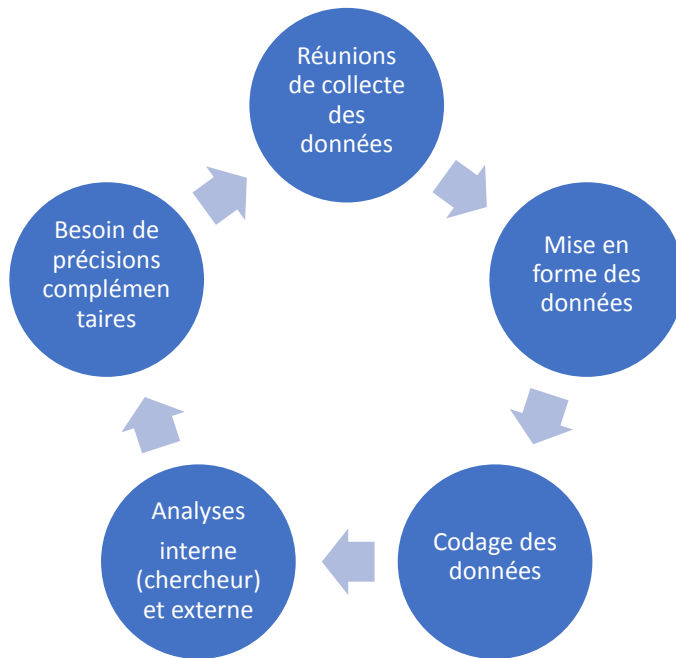 Réunions
de collecte
des
données
Mise en
forme des
données
Codage des
données
Analyses
interne
(chercheur)
et externe
Besoin de
précisions
complémen
taires